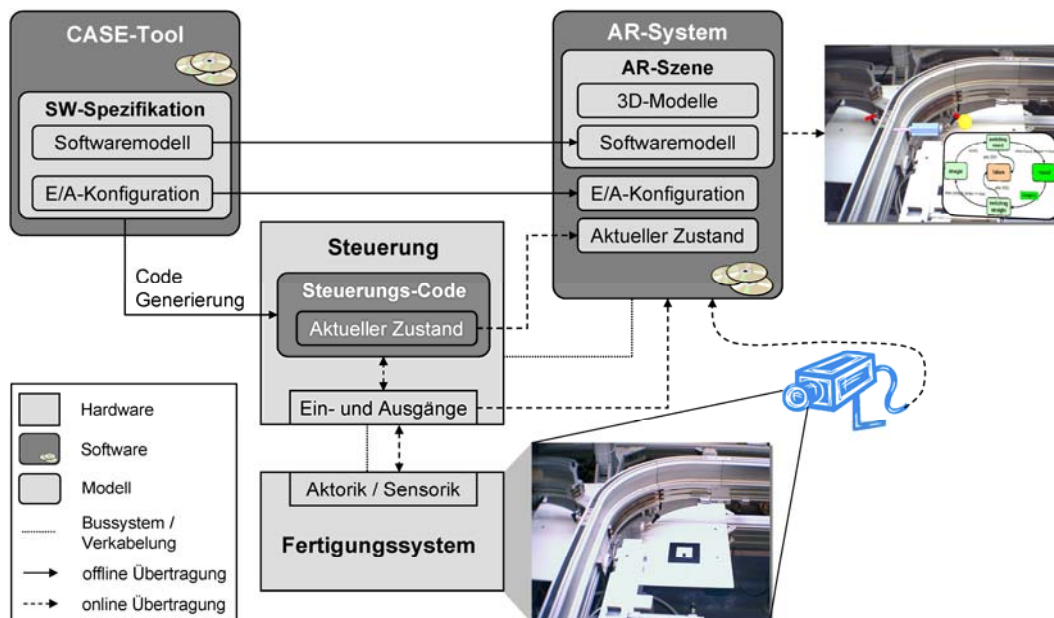 CASE-Tool
SW-Spezifikation
Softwaremodell
E/A-Konfiguration
AR-System
AR-Szene
3D-Modelle
Softwaremodell
E/A-Konfiguration
Aktueller Zustand
Code
Generierung
Steuerung
Steuerungs-Code
Aktueller Zustand
Ein- und Ausgänge
Aktorik / Sensorik
Fertigungssystem
Hardware
Software
Modell
Bussystem /
Verkabelung
offline Übertragung
online Übertragung